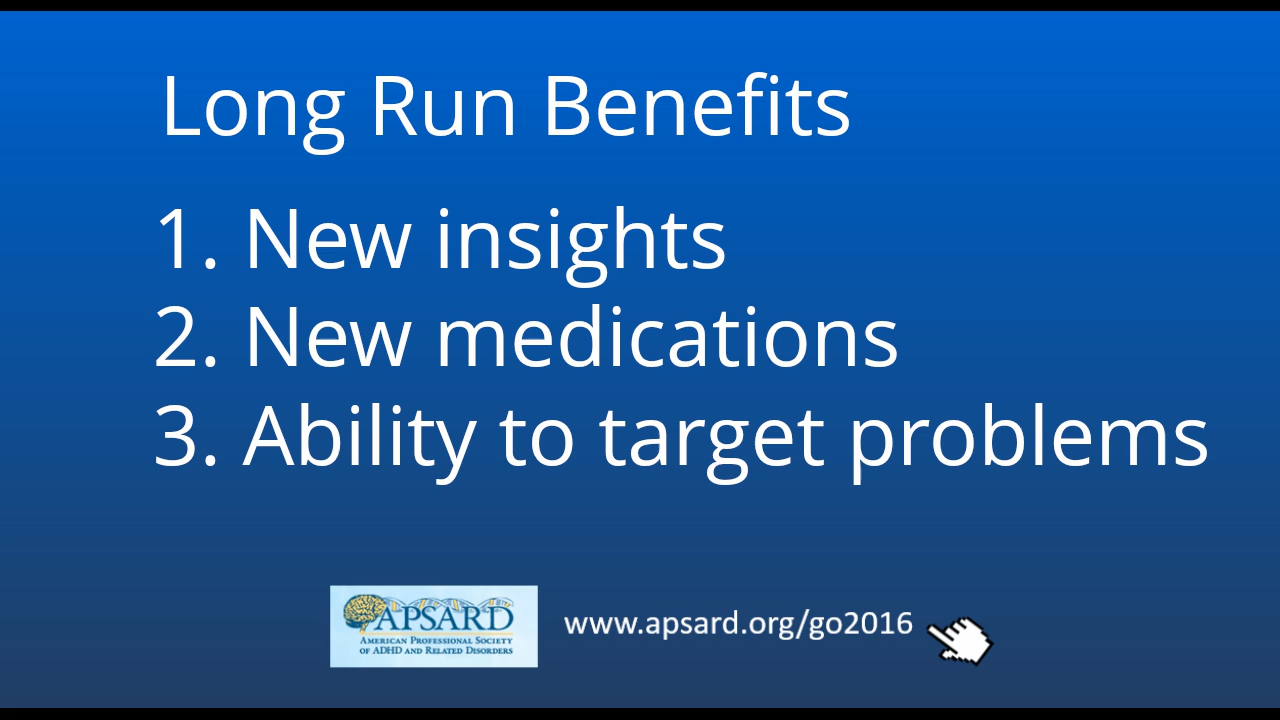 Long Run Benefits
1. New insights
2. New medications
3. Ability to target problems
APSARD
AMERICAN PROFESSIONAL SOCIETY
OF ADHD AND RELATED DISORDERS
www.apsard.org/go2016